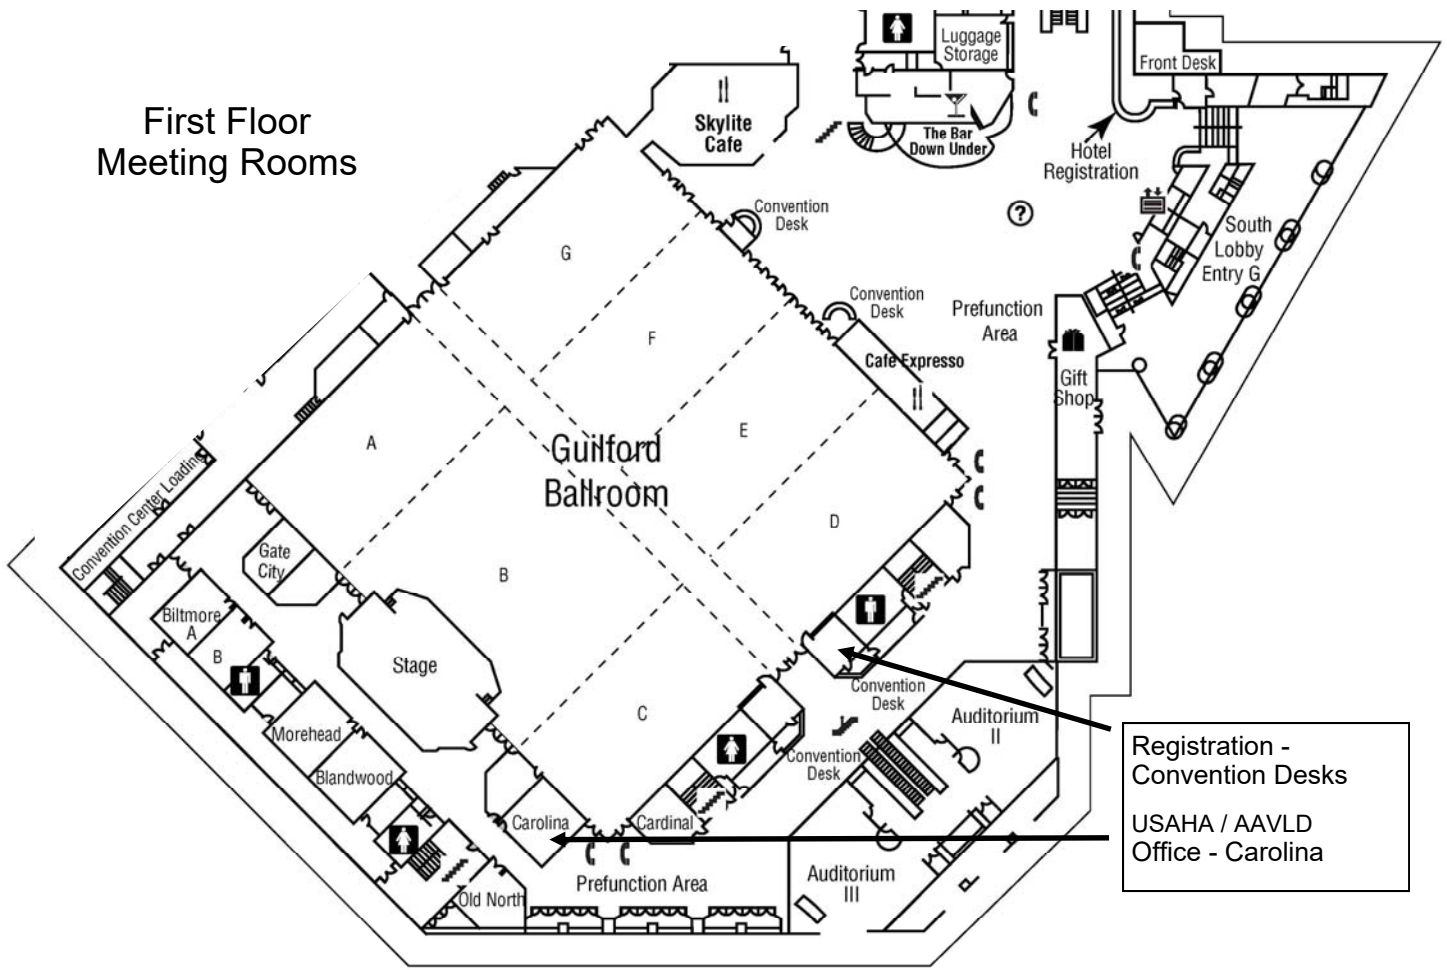 First Floor
Meeting Rooms
Luggage
Storage
Front Desk
Skylite
Cafe
The Bar
Down Under
Hotel
Registration
?
Convention
Desk
South
Lobby
Entry G
G
Convention
Desk
Prefunction
Area
F
Cafe Expresso
Gift
Shop
A
E
Guilford
Ballroom
Convention Center Loading
D
Gate
City
B
Biltmore
A
B
Stage
Convention
Desk
C
Auditorium
II
Morehead
Convention
Desk
Blandwood
Registration -
Convention Desks
USAHA / AAVLD
Office - Carolina
Carolina
Cardinal
Prefunction Area
Auditorium
III
Old North